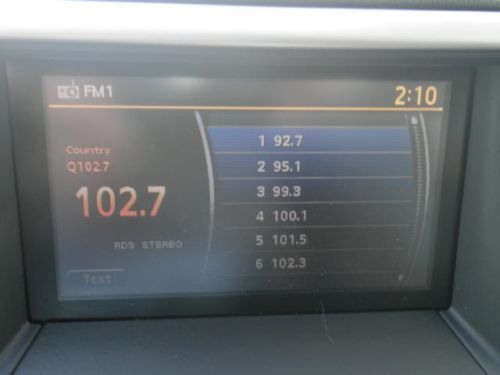 FM1 2:10
Country
Q102.7
102.7
RDS STEREO
Text
1 92.7
2 95.1
3 99.3
4 100.1
5 101.5
6 102.3